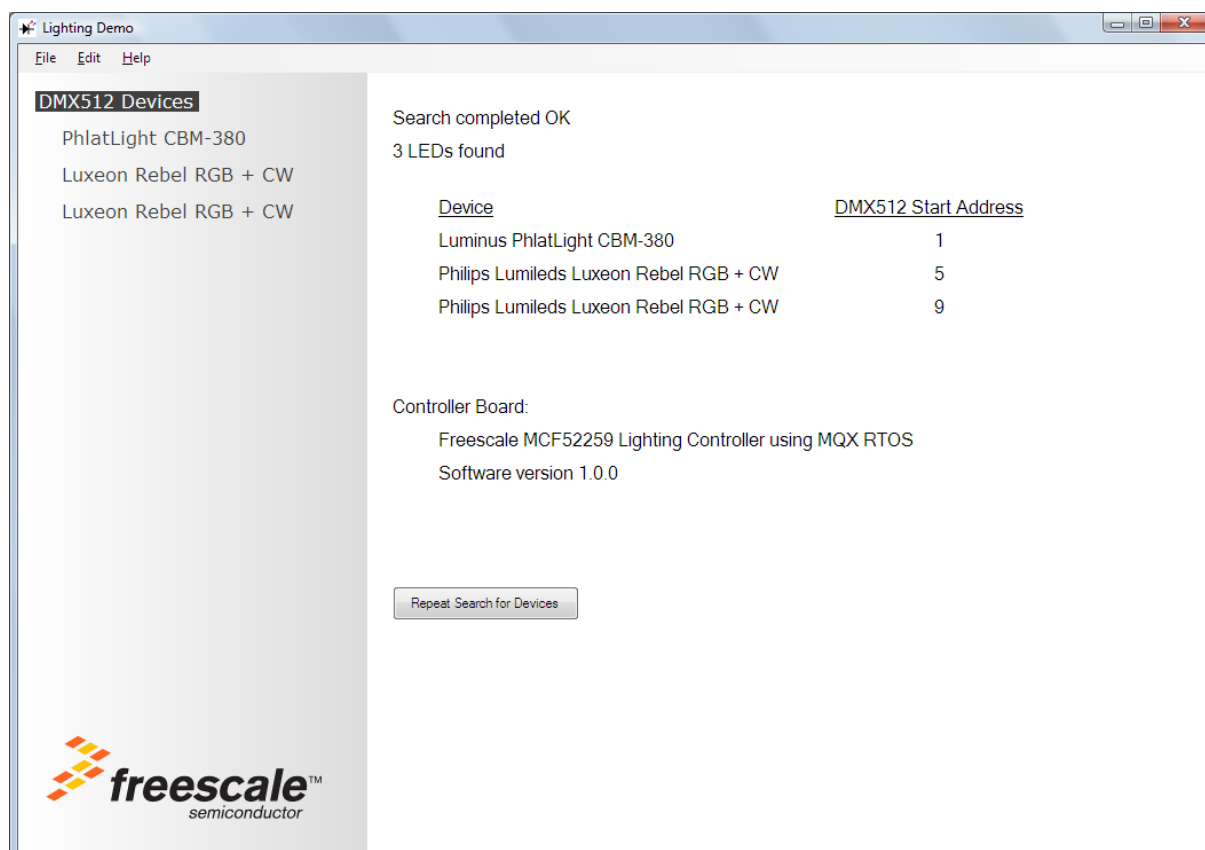 Lighting Demo
File Edit Help
DMX512 Devices
PhlatLight CBM-380
Luxeon Rebel RGB + CW
Luxeon Rebel RGB + CW
Search completed OK
3 LEDs found
Device DMX512 Start Address
Luminus PhlatLight CBM-380 1
Philips Lumileds Luxeon Rebel RGB + CW 5
Philips Lumileds Luxeon Rebel RGB + CW 9
Controller Board:
Freescale MCF52259 Lighting Controller using MQX RTOS
Software version 1.0.0
Repeat Search for Devices
freescale™
semiconductor